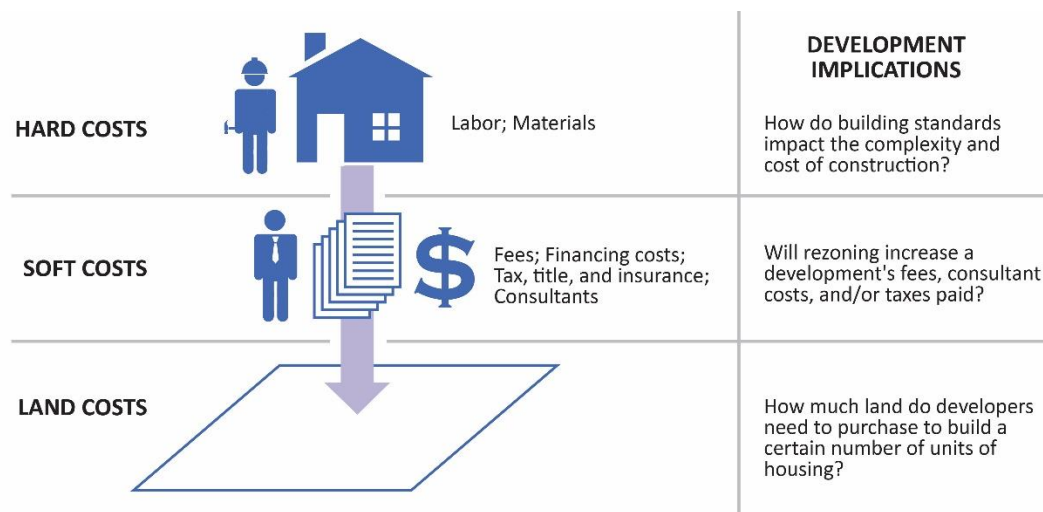 DEVELOPMENT
IMPLICATIONS
HARD COSTS
Labor; Materials
How do building standards
impact the complexity and
cost of construction?
SOFT COSTS
$
Fees; Financing costs;
Tax, title, and insurance;
Consultants
Will rezoning increase a
development's fees, consultant
costs, and/or taxes paid?
LAND COSTS
How much land do developers
need to purchase to build a
certain number of units of
housing?